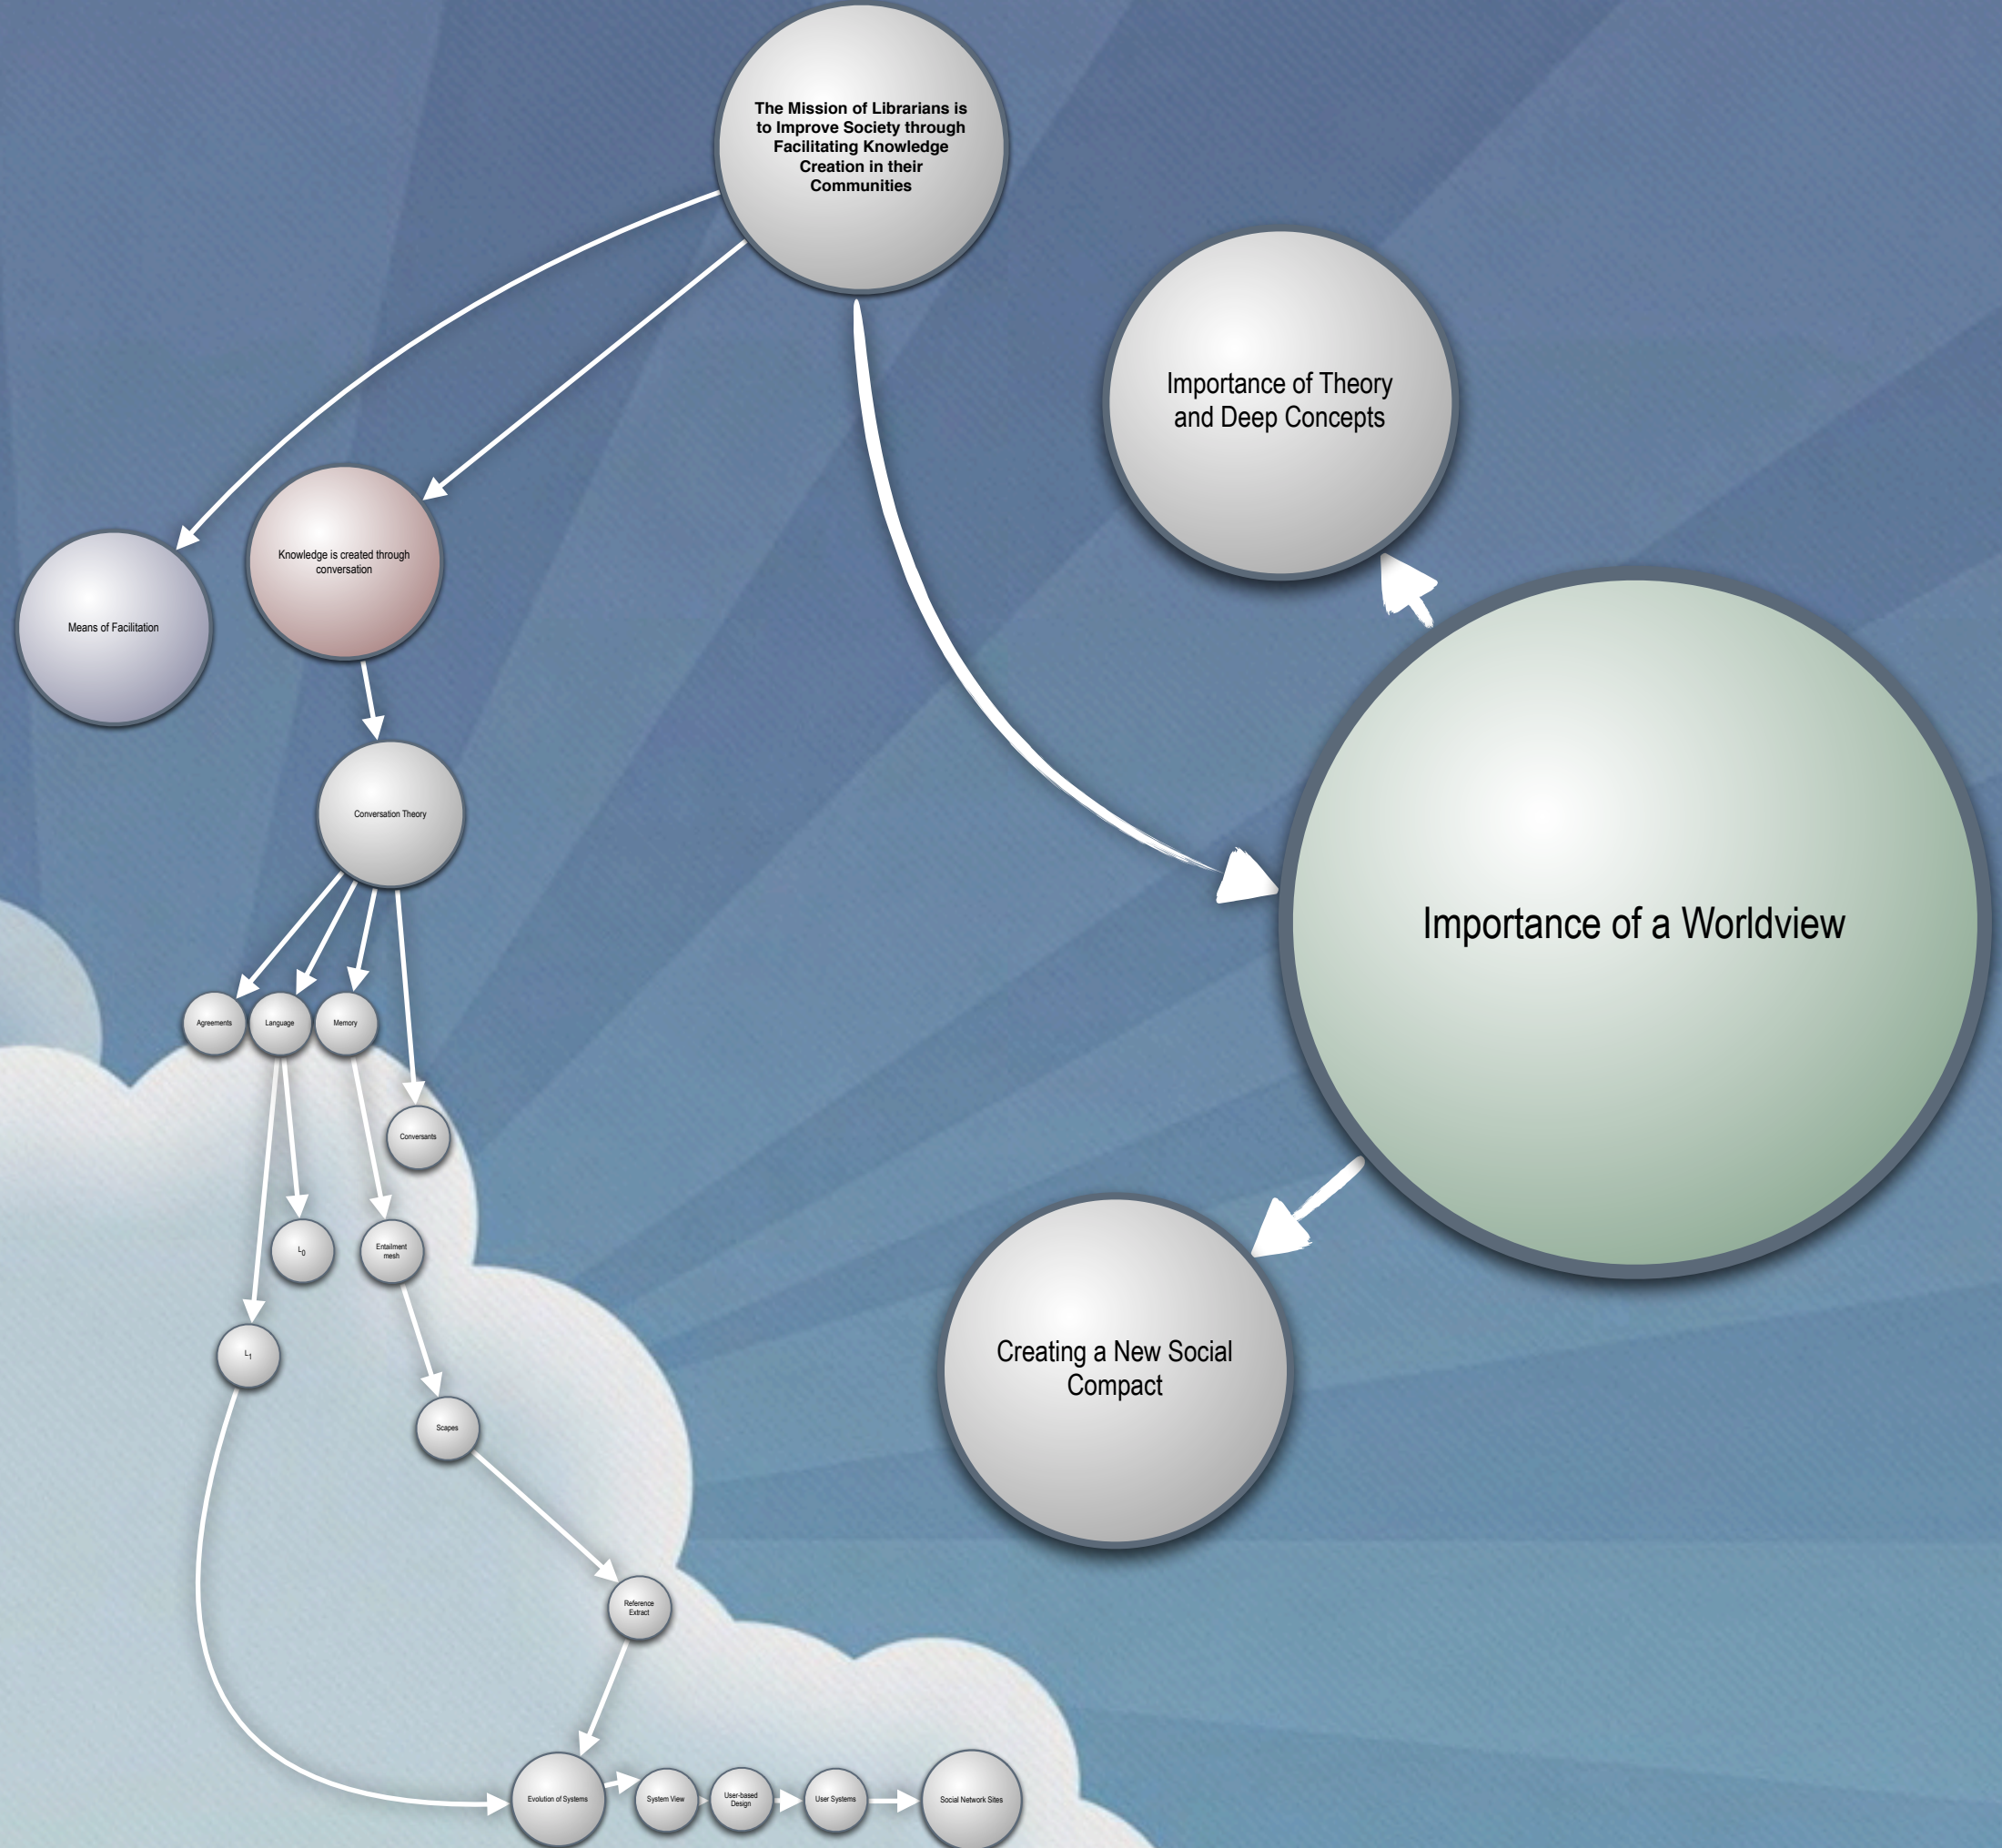 The Mission of Librarians is
to Improve Society through
Facilitating Knowledge
Creation in their
Communities
Importance of Theory
and Deep Concepts
Knowledge is created through
conversation
Means of Facilitation
Conversation Theory
Importance of a Worldview
Agreements
Language
Memory
Conversants
L0
Entailment
mesh
L1
Creating a New Social
Compact
Scapes
Reference
Extract
Evolution of Systems
System View
User-based
Design
User Systems
Social Network Sites